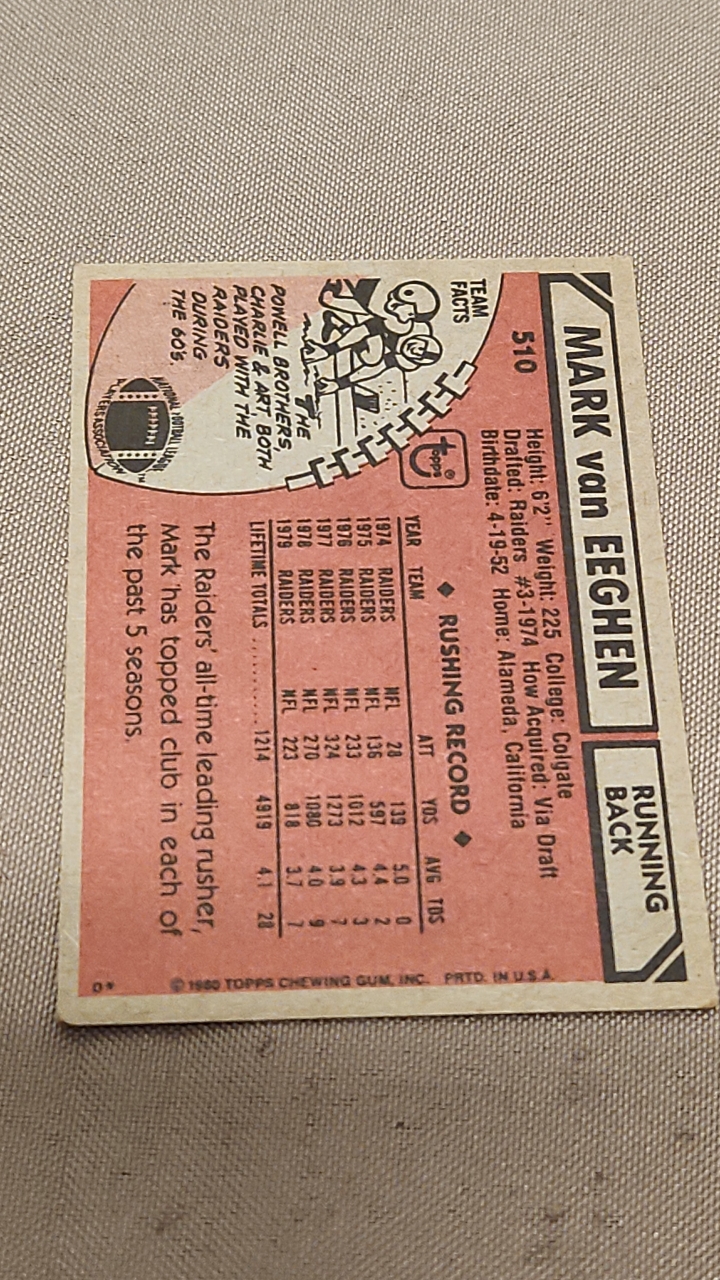 MARK van EEGHEN
RUNNING
BACK
510
Height: 6'2" Weight: 225 College: Colgate
Drafted: Raiders #3-1974 How Acquired: Via Draft
Birthdate: 4-19-52 Home: Alameda, California
TEAM
FACTS
THE
POWELL BROTHERS,
CHARLIE & ART, BOTH
PLAYED WITH THE
RAIDERS
DURING
THE 60's.
NATIONAL FOOTBALL LEAGUE
PLAYERS ASSOCIATION™
topps®
◆ RUSHING RECORD ◆
YEAR TEAM ATT YDS AVG TDS
1974 RAIDERS NFL 28 139 5.0 0
1975 RAIDERS NFL 136 597 4.4 2
1976 RAIDERS NFL 233 1012 4.3 3
1977 RAIDERS NFL 324 1273 3.9 7
1978 RAIDERS NFL 270 1080 4.0 9
1979 RAIDERS NFL 223 818 3.7 7
LIFETIME TOTALS ........... 1214 4919 4.1 28
The Raiders' all-time leading rusher,
Mark has topped club in each of
the past 5 seasons.
D* © 1980 TOPPS CHEWING GUM, INC. PRTD. IN U.S.A.